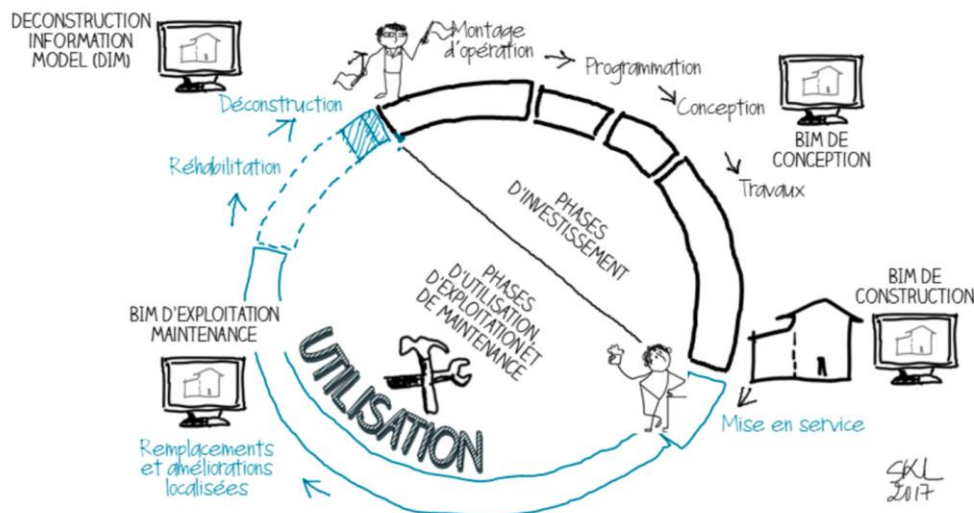 DECONSTRUCTION
INFORMATION
MODEL (DIM)
Montage
d'opération
Programmation
Conception
BIM DE
CONCEPTION
Travaux
Déconstruction
Réhabilitation
PHASES
D'INVESTISSEMENT
PHASES
D'UTILISATION,
D'EXPLOITATION ET
DE MAINTENANCE
BIM DE
CONSTRUCTION
Mise en service
BIM D'EXPLOITATION
MAINTENANCE
UTILISATION
Remplacements
et améliorations
localisées
SKL
2017